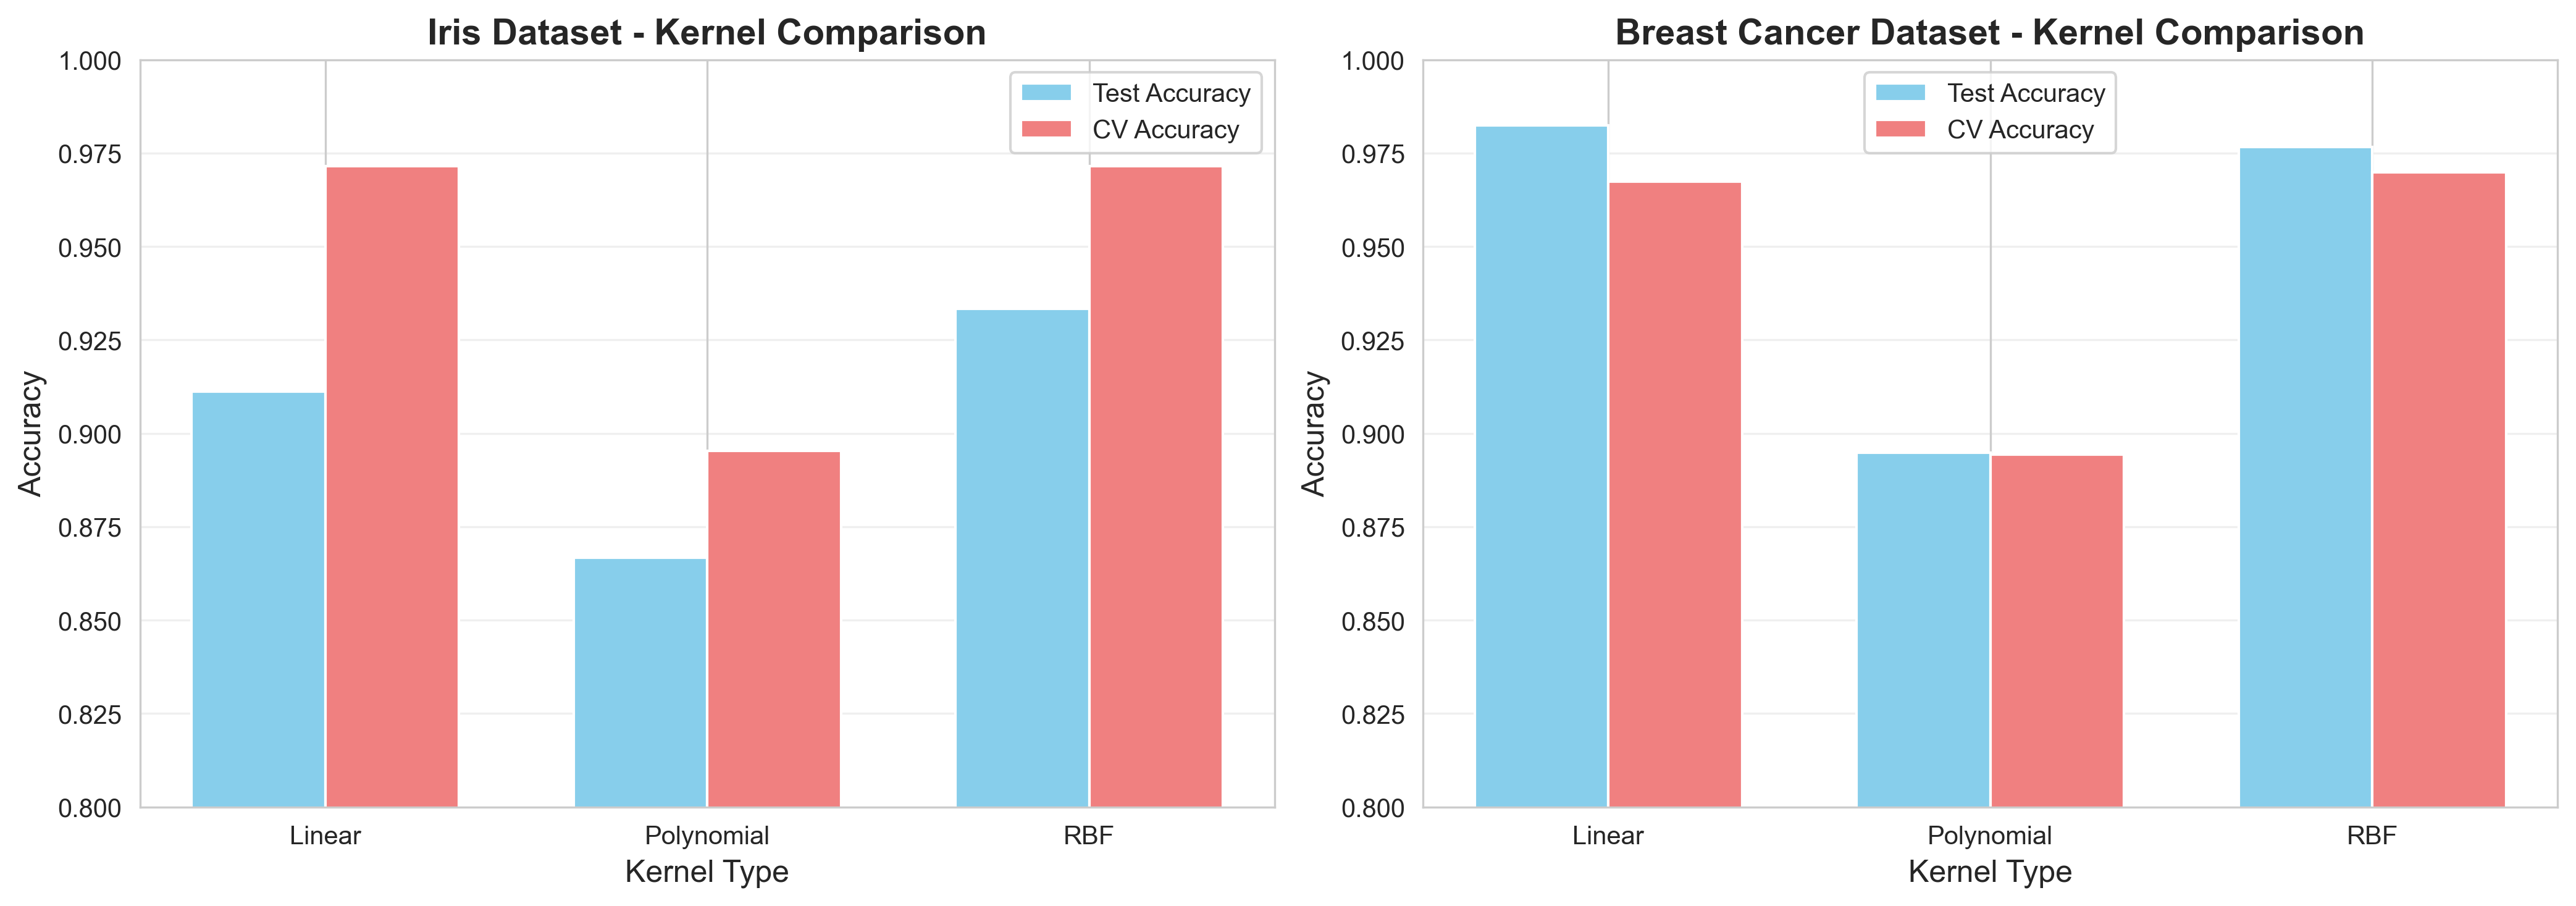 Iris Dataset - Kernel Comparison
1.000
0.975
0.950
0.925
0.900
0.875
0.850
0.825
0.800
Accuracy
Test Accuracy
CV Accuracy
Linear
Polynomial
RBF
Kernel Type
Breast Cancer Dataset - Kernel Comparison
1.000
0.975
0.950
0.925
0.900
0.875
0.850
0.825
0.800
Accuracy
Test Accuracy
CV Accuracy
Linear
Polynomial
RBF
Kernel Type